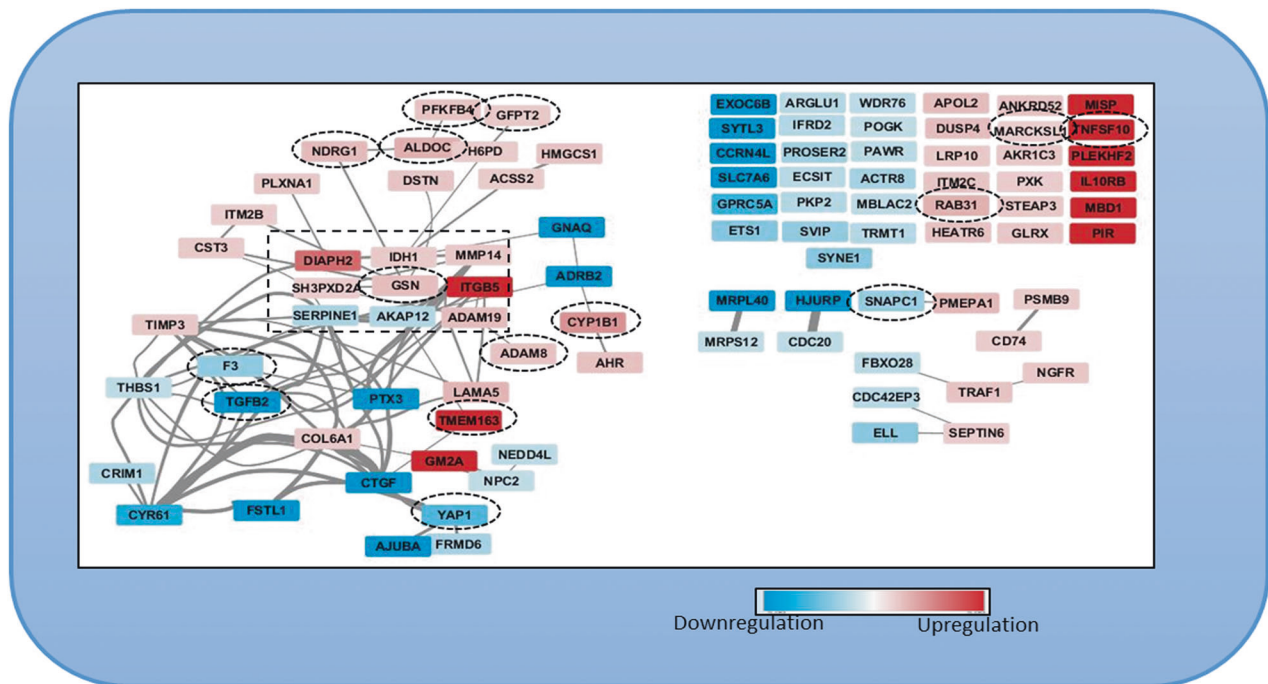 PFKFB4
GFPT2
NDRG1
ALDOC
H6PD
HMGCS1
PLXNA1
DSTN
ACSS2
ITM2B
CST3
GNAQ
DIAPH2
IDH1
MMP14
ADRB2
SH3PXD2A
GSN
ITGB5
SERPINE1
AKAP12
ADAM19
CYP1B1
TIMP3
ADAM8
AHR
F3
THBS1
TGFB2
PTX3
LAMA5
TMEM163
COL6A1
GM2A
NEDD4L
CRIM1
CTGF
NPC2
CYR61
FSTL1
YAP1
AJUBA
FRMD6
EXOC6B ARGLU1 WDR76 APOL2 ANKRD52 MISP
SYTL3 IFRD2 POGK DUSP4 MARCKSL1 TNFSF10
CCRN4L PROSER2 PAWR LRP10 AKR1C3 PLEKHF2
SLC7A6 ECSIT ACTR8 ITM2C PXK IL10RB
GPRC5A PKP2 MBLAC2 RAB31 STEAP3 MBD1
ETS1 SVIP TRMT1 HEATR6 GLRX PIR
SYNE1
MRPL40 HJURP SNAPC1 PMEPA1 PSMB9
MRPS12 CDC20 CD74
FBXO28 NGFR
TRAF1
CDC42EP3
ELL SEPTIN6
Downregulation Upregulation